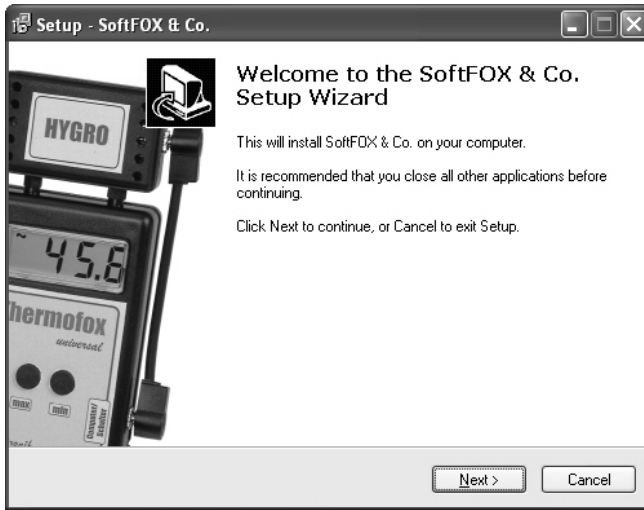 Setup - SoftFOX & Co.
Welcome to the SoftFOX & Co.
Setup Wizard
This will install SoftFOX & Co. on your computer.
It is recommended that you close all other applications before
continuing.
Click Next to continue, or Cancel to exit Setup.
HYGRO
~ 45.6
Thermofox
universal
max
min
Computer/
Schalter
Next >
Cancel